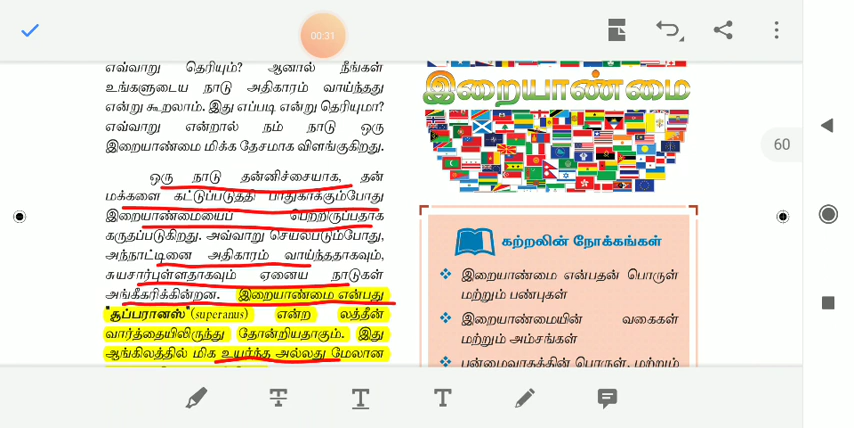 00:31
எவ்வாறு தெரியும்? ஆனால் நீங்கள்
உங்களுடைய நாடு அதிகாரம் வாய்ந்தது
என்று கூறலாம். இது எப்படி என்று தெரியுமா?
எவ்வாறு என்றால் நம் நாடு ஒரு
இறையாண்மை மிக்க தேசமாக விளங்குகிறது.
ஒரு நாடு தன்னிச்சையாக, தன்
மக்களை கட்டுப்படுத்தி பாதுகாக்கும்போது
இறையாண்மையைப் பெற்றிருப்பதாக
கருதப்படுகிறது. அவ்வாறு செயல்படும்போது,
அந்நாட்டினை அதிகாரம் வாய்ந்ததாகவும்,
சுயசார்புள்ளதாகவும் ஏனைய நாடுகள்
அங்கீகரிக்கின்றன. இறையாண்மை என்பது
"சூப்பரானஸ்"(superanus) என்ற லத்தீன்
வார்த்தையிலிருந்து தோன்றியதாகும். இது
ஆங்கிலத்தில் மிக உயர்ந்த அல்லது மேலான
இறையாண்மை
60
கற்றலின் நோக்கங்கள்
❖ இறையாண்மை என்பதன் பொருள்
மற்றும் பண்புகள்
❖ இறையாண்மையின் வகைகள்
மற்றும் அம்சங்கள்
❖ பன்மைவாதத்தின் பொருள், மற்றும்
T T T